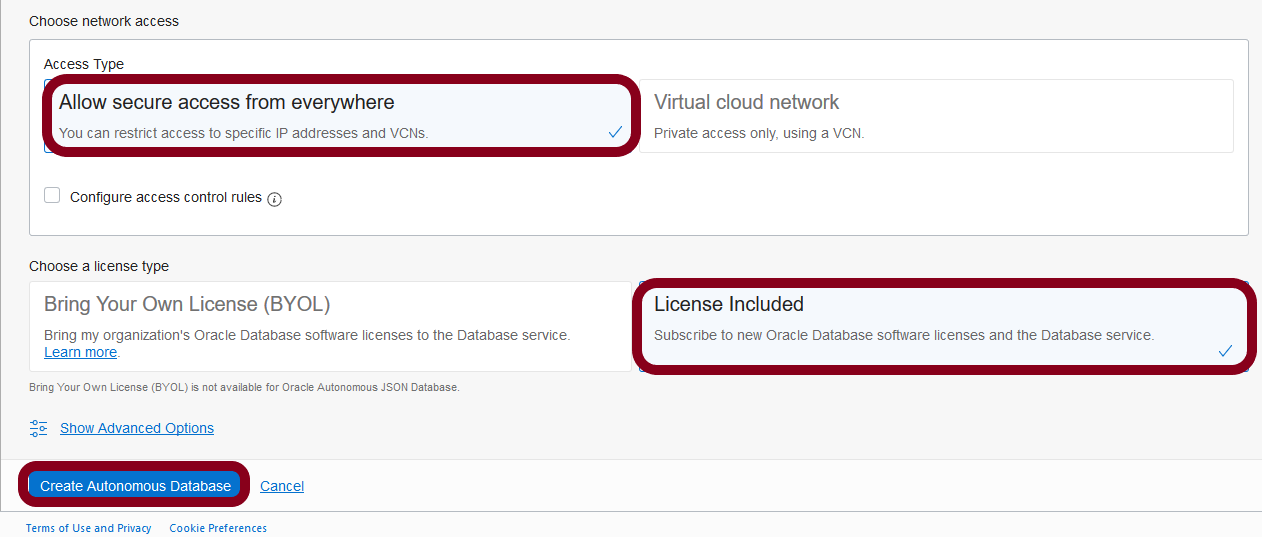 Choose network access
Access Type
Allow secure access from everywhere
You can restrict access to specific IP addresses and VCNs.
Virtual cloud network
Private access only, using a VCN.
Configure access control rules
Choose a license type
Bring Your Own License (BYOL)
Bring my organization's Oracle Database software licenses to the Database service.
Learn more.
License Included
Subscribe to new Oracle Database software licenses and the Database service.
Bring Your Own License (BYOL) is not available for Oracle Autonomous JSON Database.
Show Advanced Options
Create Autonomous Database Cancel
Terms of Use and Privacy Cookie Preferences